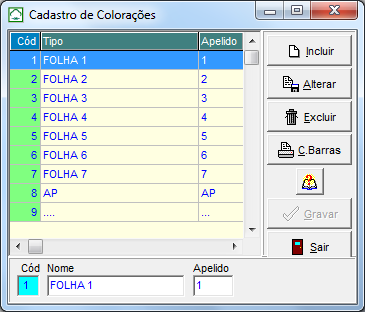 Cadastro de Colorações
Cód Tipo Apelido
1 FOLHA 1 1
2 FOLHA 2 2
3 FOLHA 3 3
4 FOLHA 4 4
5 FOLHA 5 5
6 FOLHA 6 6
7 FOLHA 7 7
8 AP AP
9 .... ...
Incluir
Alterar
Excluir
C.Barras
Gravar
Sair
Cód Nome Apelido
1 FOLHA 1 1